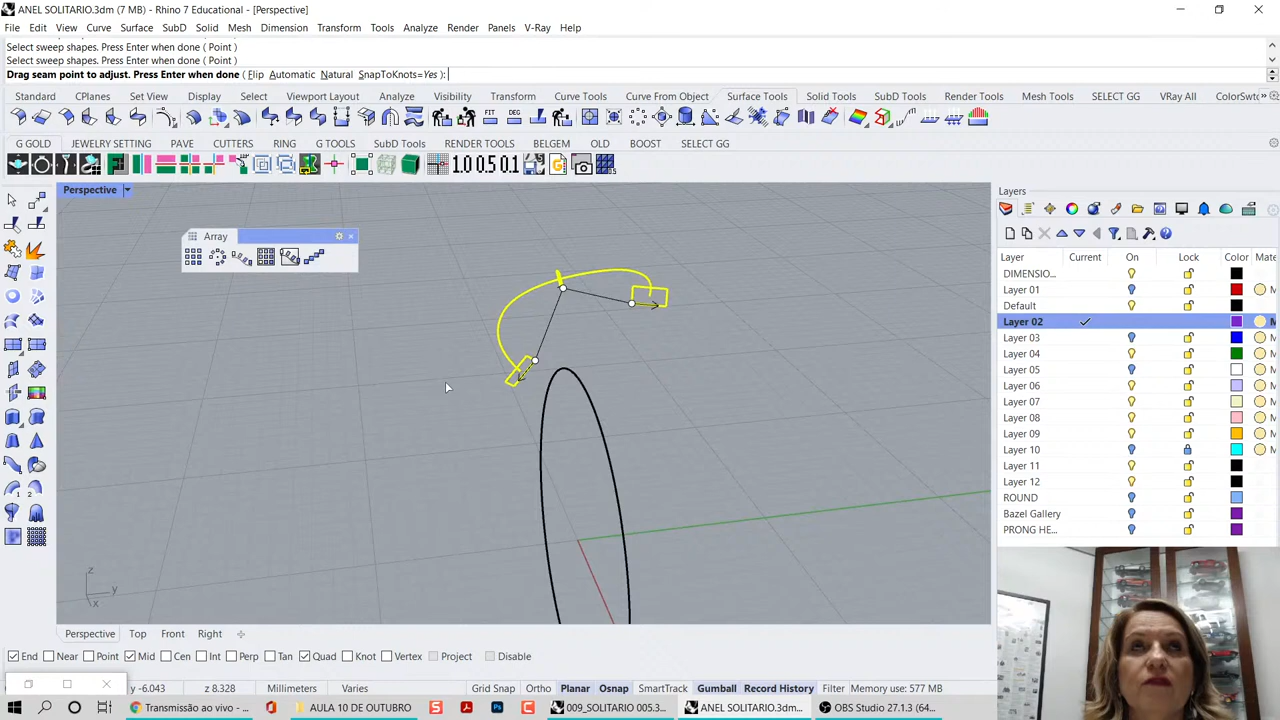 ANEL SOLITARIO.3dm (7 MB) - Rhino 7 Educational - [Perspective]
File Edit View Curve Surface SubD Solid Mesh Dimension Transform Tools Analyze Render Panels V-Ray Help
Select sweep shapes. Press Enter when done ( Point )
Select sweep shapes. Press Enter when done ( Point )
Drag seam point to adjust. Press Enter when done ( Flip Automatic Natural SnapToKnots=Yes ):
Standard CPlanes Set View Display Select Viewport Layout Analyze Visibility Transform Curve Tools Curve From Object Surface Tools Solid Tools SubD Tools Render Tools Mesh Tools SELECT GG VRay All
G GOLD JEWELRY SETTING PAVE CUTTERS RING G TOOLS SubD Tools RENDER TOOLS BELGEM OLD BOOST SELECT GG
1.0 0.5 0.1
Perspective
Layers
Array
Layer Current On Lock Color Mate
DIMENSIO...
Layer 01
Default
Layer 02 M
Layer 03
Layer 04
Layer 05
Layer 06
Layer 07
Layer 08
Layer 09 M
Layer 10 M
Layer 11
Layer 12
ROUND
Bazel Gallery
PRONG HE...
z
y
x
Perspective Top Front Right
End Near Point Mid Cen Int Perp Tan Quad Knot Vertex Project Disable
y -6.043 z 8.328 Millimeters Varies Grid Snap Ortho Planar Osnap SmartTrack Gumball Record History Filter Memory use: 577 MB
Transmissão ao vivo - ... AULA 10 DE OUTUBRO 009_SOLITARIO 005.3... ANEL SOLITARIO.3dm... OBS Studio 27.1.3 (64...